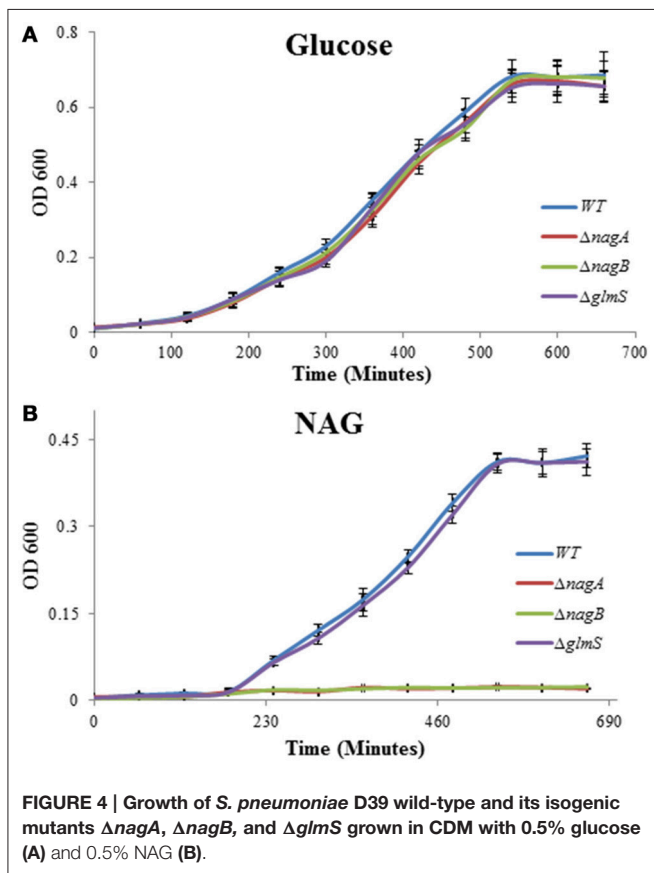 A
Glucose
0.8
0.6
0.4
0.2
0
OD 600
WT
ΔnagA
ΔnagB
ΔglmS
0 100 200 300 400 500 600 700
Time (Minutes)
B
NAG
0.45
0.3
0.15
0
OD 600
WT
ΔnagA
ΔnagB
ΔglmS
0 230 460 690
Time (Minutes)
FIGURE 4 | Growth of S. pneumoniae D39 wild-type and its isogenic
mutants ΔnagA, ΔnagB, and ΔglmS grown in CDM with 0.5% glucose
(A) and 0.5% NAG (B).